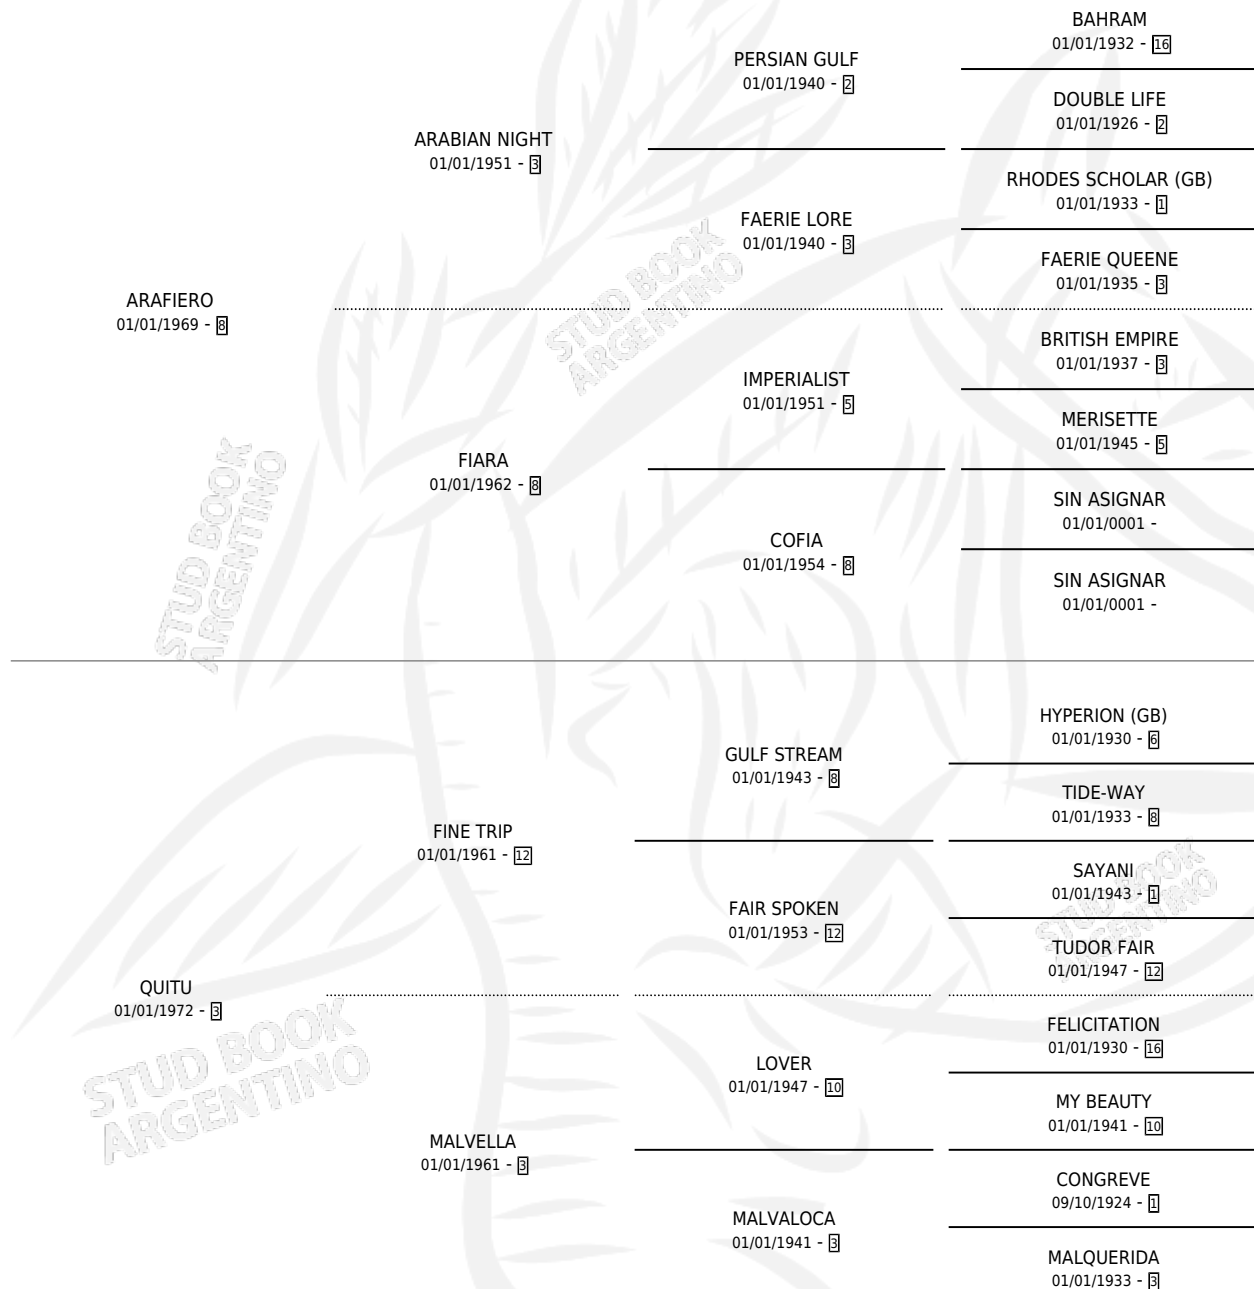 BAHRAM
01/01/1932 - 16
PERSIAN GULF
01/01/1940 - 2
DOUBLE LIFE
01/01/1926 - 2
ARABIAN NIGHT
01/01/1951 - 3
RHODES SCHOLAR (GB)
01/01/1933 - 1
FAERIE LORE
01/01/1940 - 3
FAERIE QUEENE
01/01/1935 - 3
ARAFIERO
01/01/1969 - 8
BRITISH EMPIRE
01/01/1937 - 3
IMPERIALIST
01/01/1951 - 5
MERISETTE
01/01/1945 - 5
FIARA
01/01/1962 - 8
SIN ASIGNAR
01/01/0001 -
COFIA
01/01/1954 - 8
SIN ASIGNAR
01/01/0001 -
STUD BOOK
ARGENTINO
STUD BOOK
ARGENTINO
HYPERION (GB)
01/01/1930 - 6
GULF STREAM
01/01/1943 - 8
TIDE-WAY
01/01/1933 - 8
FINE TRIP
01/01/1961 - 12
SAYANI
01/01/1943 - 1
FAIR SPOKEN
01/01/1953 - 12
TUDOR FAIR
01/01/1947 - 12
QUITU
01/01/1972 - 3
FELICITATION
01/01/1930 - 16
LOVER
01/01/1947 - 10
MY BEAUTY
01/01/1941 - 10
MALVELLA
01/01/1961 - 3
CONGREVE
09/10/1924 - 1
MALVALOCA
01/01/1941 - 3
MALQUERIDA
01/01/1933 - 3
STUD BOOK
ARGENTINO
STUD BOOK
ARGENTINO